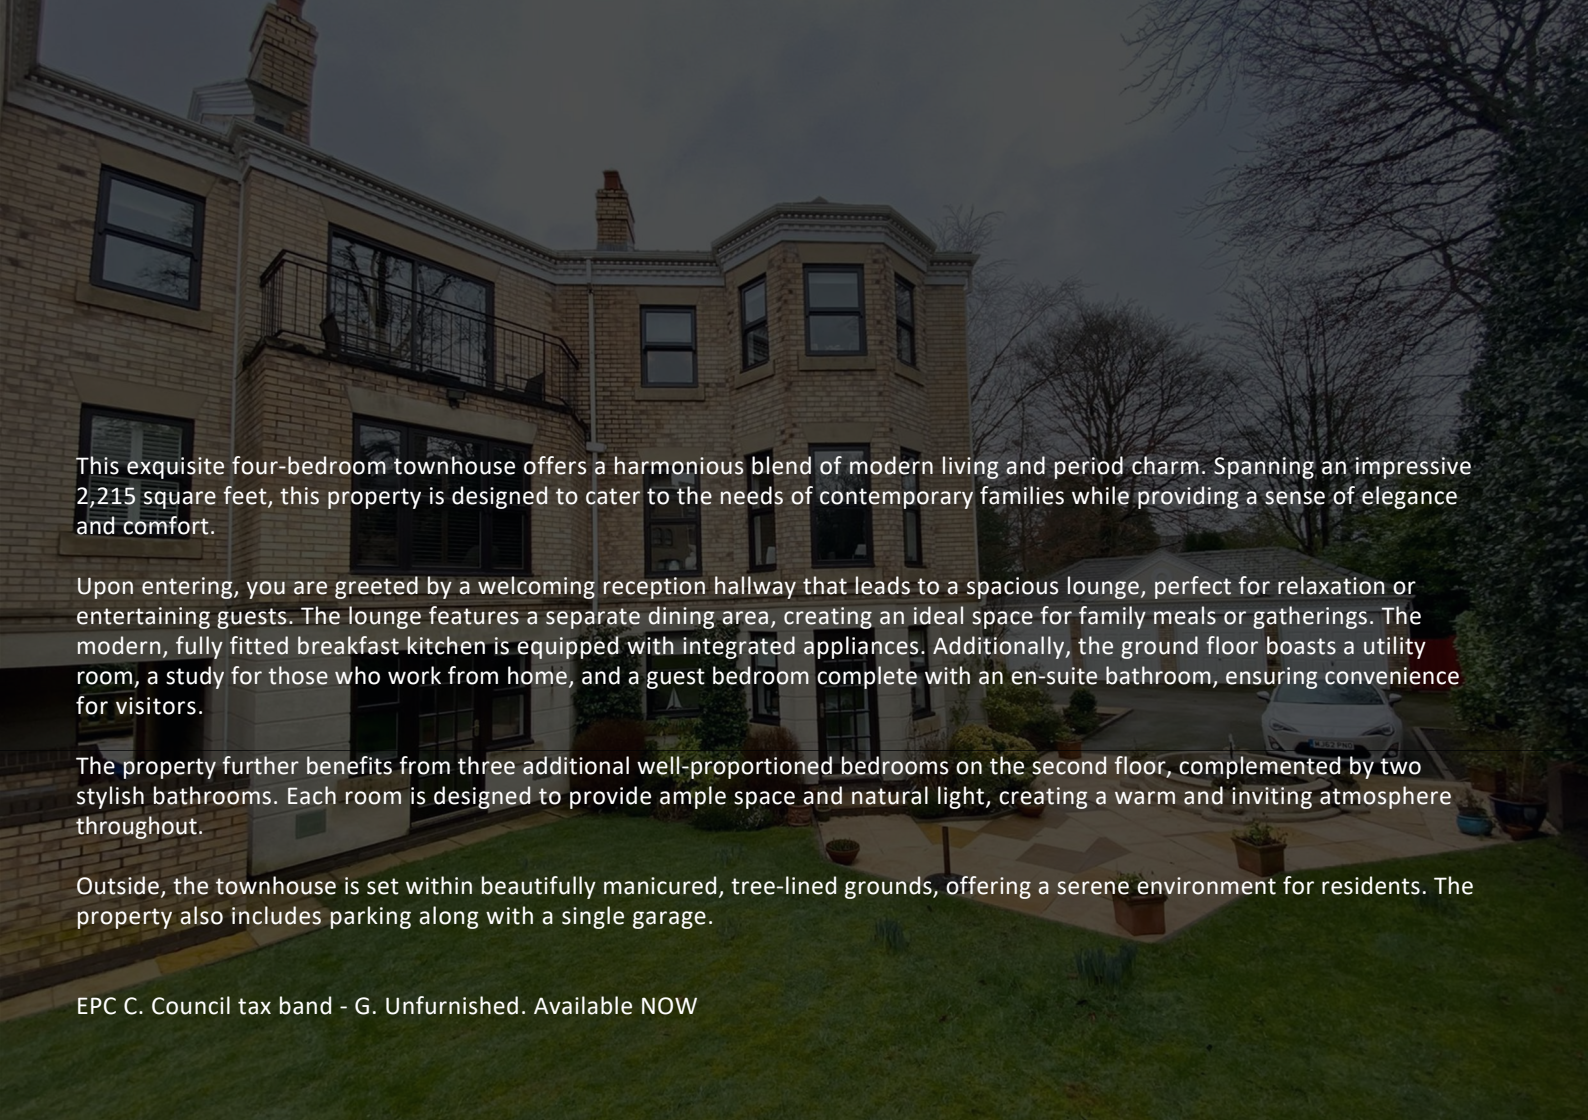 This exquisite four-bedroom townhouse offers a harmonious blend of modern living and period charm. Spanning an impressive
2,215 square feet, this property is designed to cater to the needs of contemporary families while providing a sense of elegance
and comfort.
Upon entering, you are greeted by a welcoming reception hallway that leads to a spacious lounge, perfect for relaxation or
entertaining guests. The lounge features a separate dining area, creating an ideal space for family meals or gatherings. The
modern, fully fitted breakfast kitchen is equipped with integrated appliances. Additionally, the ground floor boasts a utility
room, a study for those who work from home, and a guest bedroom complete with an en-suite bathroom, ensuring convenience
for visitors.
The property further benefits from three additional well-proportioned bedrooms on the second floor, complemented by two
stylish bathrooms. Each room is designed to provide ample space and natural light, creating a warm and inviting atmosphere
throughout.
Outside, the townhouse is set within beautifully manicured, tree-lined grounds, offering a serene environment for residents. The
property also includes parking along with a single garage.
EPC C. Council tax band - G. Unfurnished. Available NOW